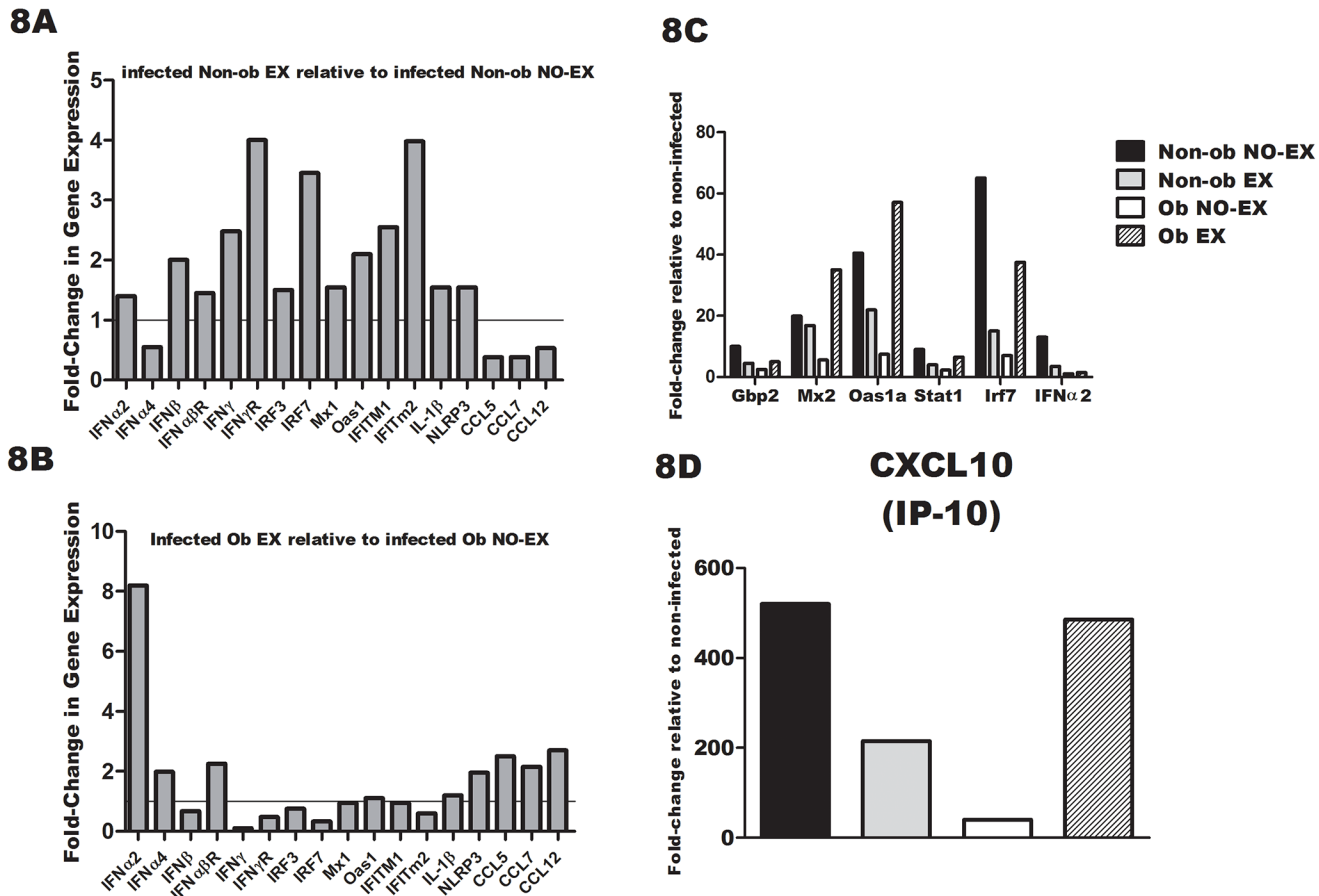 8A
infected Non-ob EX relative to infected Non-ob NO-EX
Fold-Change in Gene Expression
5
4
3
2
1
0
IFNα2
IFNα4
IFNβ
IFNαβR
IFNγ
IFNγR
IRF3
IRF7
Mx1
Oas1
IFITM1
IFITm2
IL-1β
NLRP3
CCL5
CCL7
CCL12
8B
Infected Ob EX relative to infected Ob NO-EX
Fold-Change in Gene Expression
10
8
6
4
2
0
IFNα2
IFNα4
IFNβ
IFNαβR
IFNγ
IFNγR
IRF3
IRF7
Mx1
Oas1
IFITM1
IFITm2
IL-1β
NLRP3
CCL5
CCL7
CCL12
8C
Fold-change relative to non-infected
80
60
40
20
0
Gbp2 Mx2 Oas1a Stat1 Irf7 IFNα2
Non-ob NO-EX
Non-ob EX
Ob NO-EX
Ob EX
8D
CXCL10
(IP-10)
Fold-change relative to non-infected
600
400
200
0